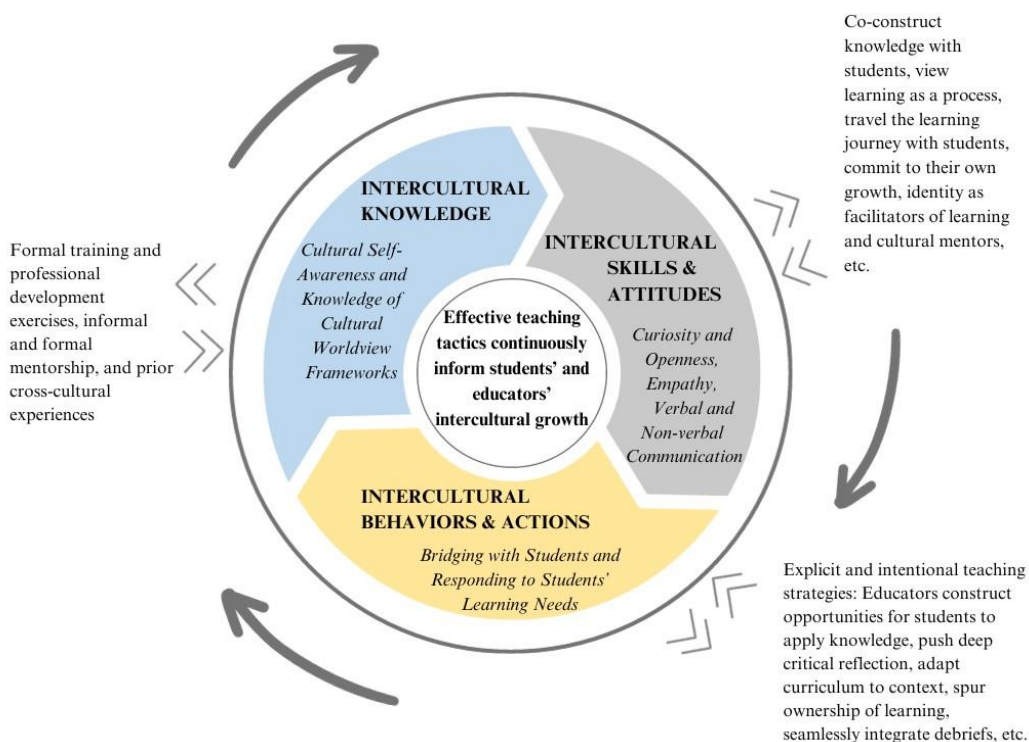 Co-construct
knowledge with
students, view
learning as a process,
travel the learning
journey with students,
commit to their own
growth, identity as
facilitators of learning
and cultural mentors,
etc.
INTERCULTURAL
KNOWLEDGE
Cultural Self-
Awareness and
Knowledge of
Cultural
Worldview
Frameworks
INTERCULTURAL
SKILLS &
ATTITUDES
Curiosity and
Openness,
Empathy,
Verbal and
Non-verbal
Communication
Formal training and
professional
development
exercises, informal
and formal
mentorship, and prior
cross-cultural
experiences
Effective teaching
tactics continuously
inform students' and
educators'
intercultural growth
INTERCULTURAL
BEHAVIORS & ACTIONS
Bridging with Students and
Responding to Students'
Learning Needs
Explicit and intentional teaching
strategies: Educators construct
opportunities for students to
apply knowledge, push deep
critical reflection, adapt
curriculum to context, spur
ownership of learning,
seamlessly integrate debriefs, etc.